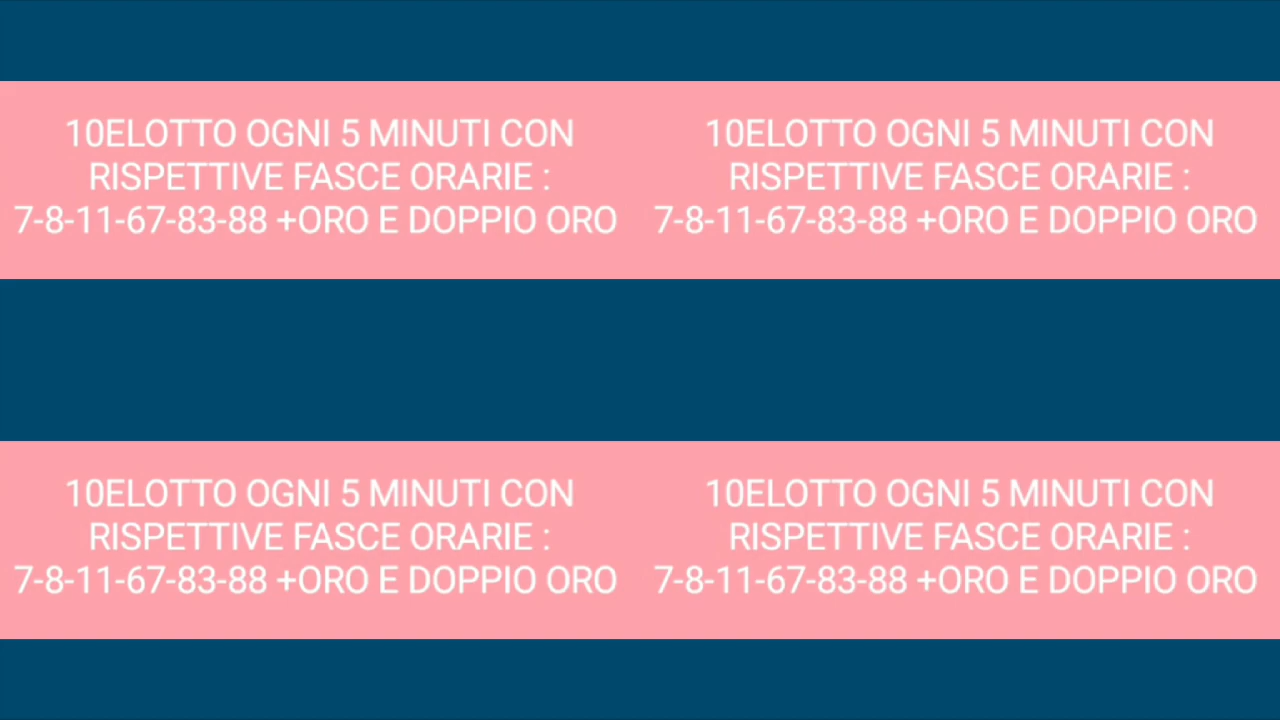 10ELOTTO OGNI 5 MINUTI CON
RISPETTIVE FASCE ORARIE :
7-8-11-67-83-88 +ORO E DOPPIO ORO
10ELOTTO OGNI 5 MINUTI CON
RISPETTIVE FASCE ORARIE :
7-8-11-67-83-88 +ORO E DOPPIO ORO
10ELOTTO OGNI 5 MINUTI CON
RISPETTIVE FASCE ORARIE :
7-8-11-67-83-88 +ORO E DOPPIO ORO
10ELOTTO OGNI 5 MINUTI CON
RISPETTIVE FASCE ORARIE :
7-8-11-67-83-88 +ORO E DOPPIO ORO